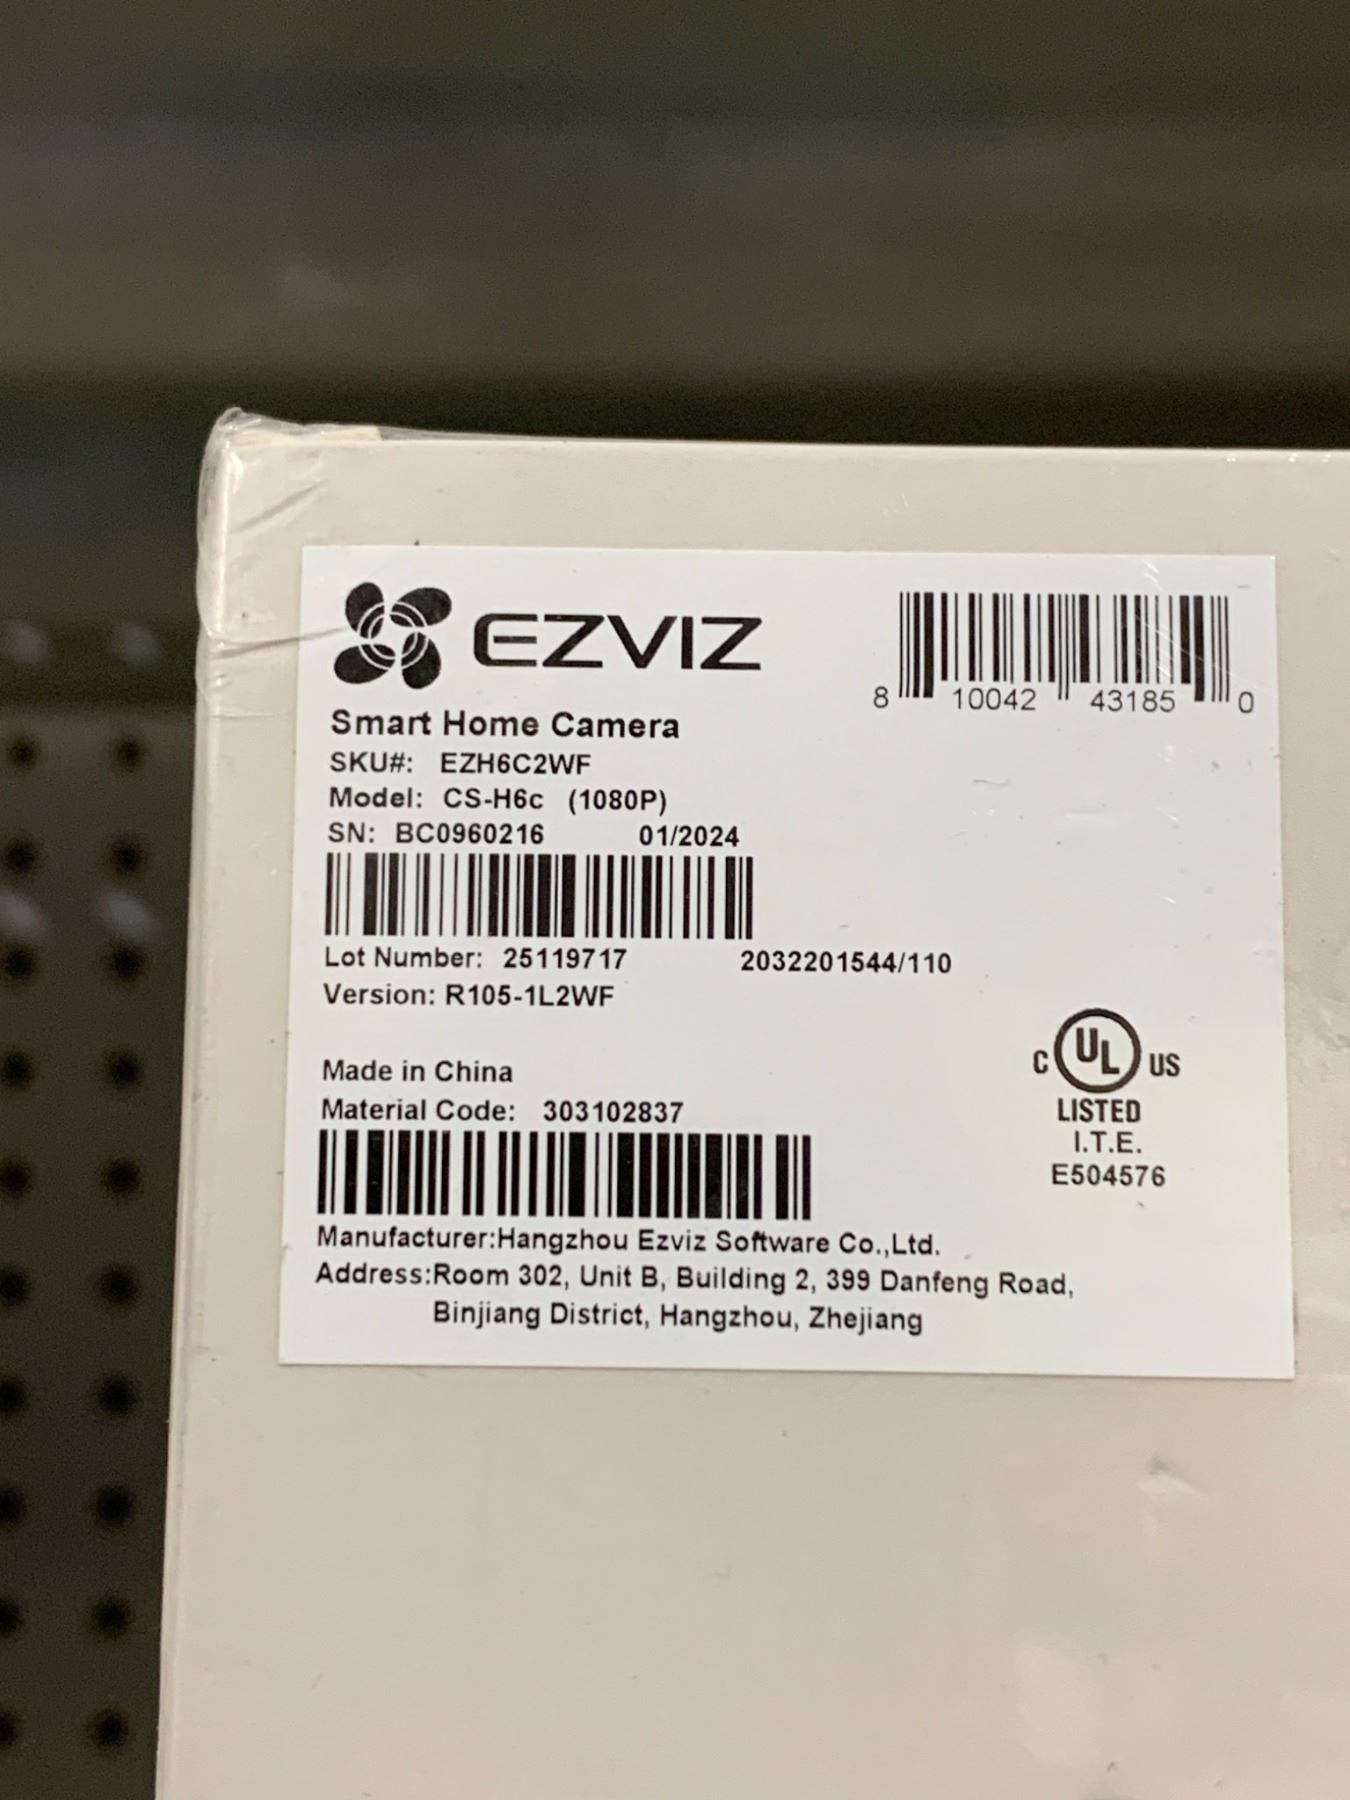 EZVIZ
8 10042 43185 0
Smart Home Camera
SKU#: EZH6C2WF
Model: CS-H6c (1080P)
SN: BC0960216 01/2024
Lot Number: 25119717 2032201544/110
Version: R105-1L2WF
Made in China
Material Code: 303102837
C UL US
LISTED
I.T.E.
E504576
Manufacturer:Hangzhou Ezviz Software Co.,Ltd.
Address:Room 302, Unit B, Building 2, 399 Danfeng Road,
Binjiang District, Hangzhou, Zhejiang